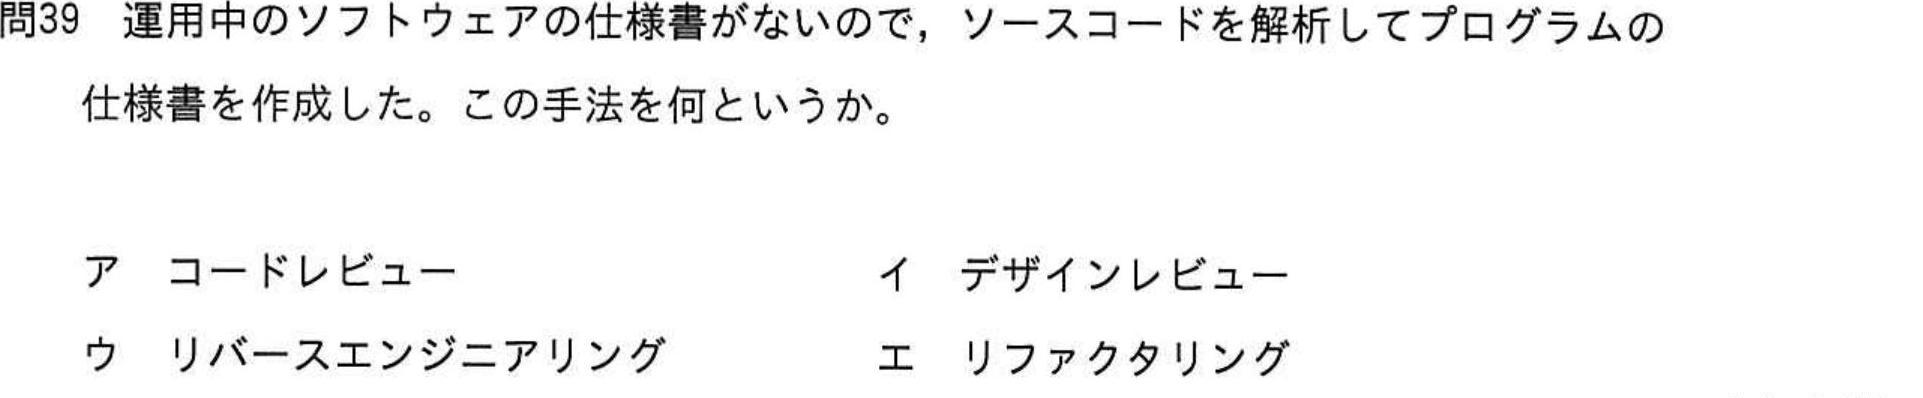 問39　運用中のソフトウェアの仕様書がないので，ソースコードを解析してプログラムの
仕様書を作成した。この手法を何というか。
ア　コードレビュー　イ　デザインレビュー
ウ　リバースエンジニアリング　エ　リファクタリング